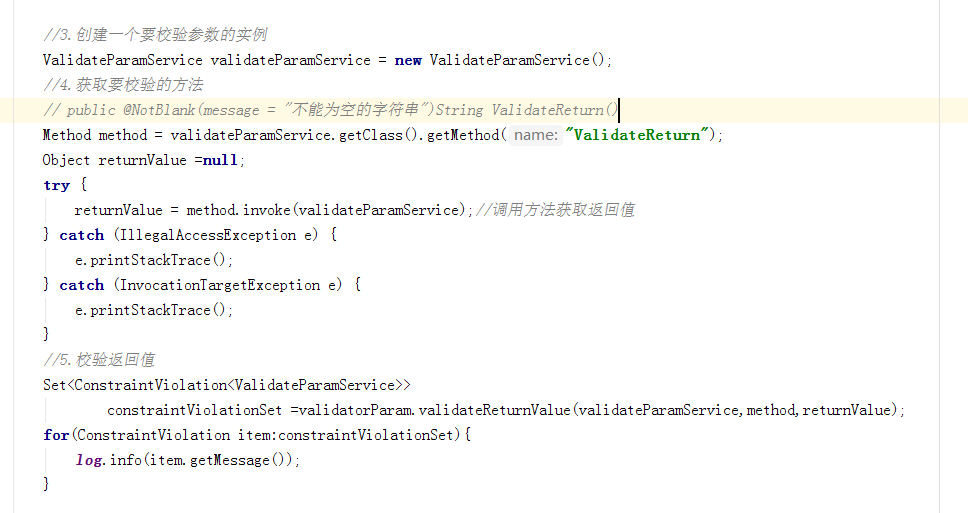 //3.创建一个要校验参数的实例
ValidateParamService validateParamService = new ValidateParamService();
//4.获取要校验的方法
// public @NotBlank(message = "不能为空的字符串")String ValidateReturn()
Method method = validateParamService.getClass().getMethod( name: "ValidateReturn");
Object returnValue =null;
try {
    returnValue = method.invoke(validateParamService);//调用方法获取返回值
} catch (IllegalAccessException e) {
    e.printStackTrace();
} catch (InvocationTargetException e) {
    e.printStackTrace();
}
//5.校验返回值
Set<ConstraintViolation<ValidateParamService>>
        constraintViolationSet =validatorParam.validateReturnValue(validateParamService,method,returnValue);
for(ConstraintViolation item:constraintViolationSet){
    log.info(item.getMessage());
}